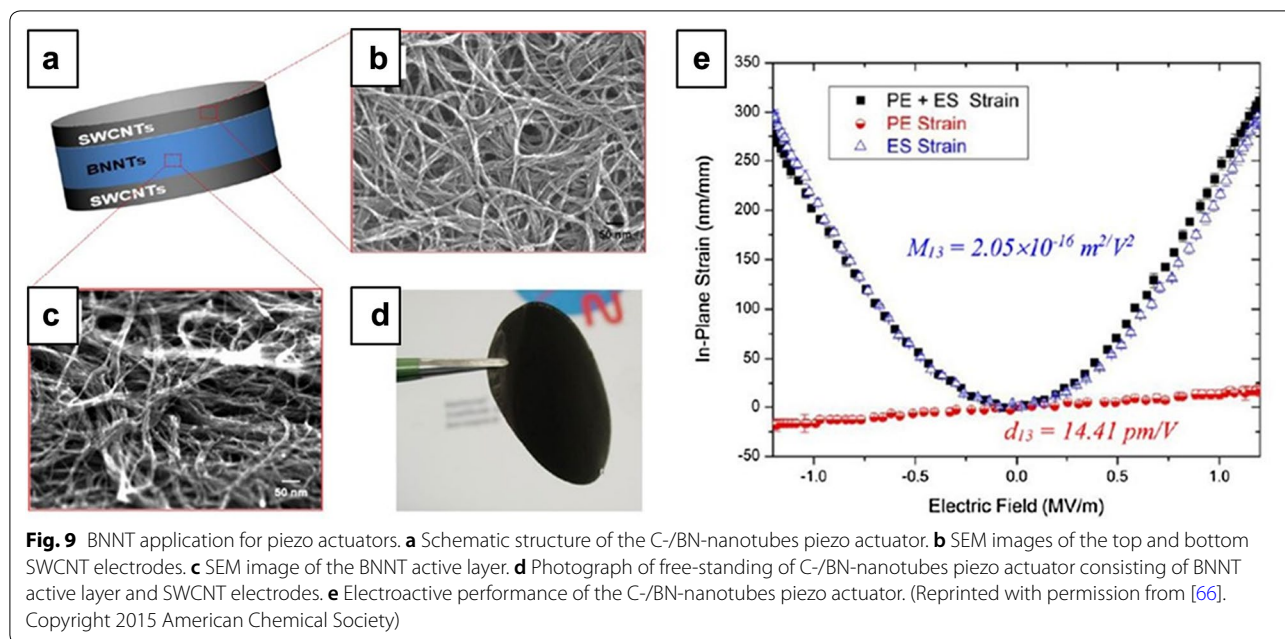 a
SWCNTs
BNNTs
SWCNTs
b
50 nm
c
50 nm
d
e
350
300
250
200
150
100
50
0
-50
In-Plane Strain (nm/mm)
PE + ES Strain
PE Strain
ES Strain
M13 = 2.05×10-16 m2/V2
d13 = 14.41 pm/V
-1.0 -0.5 0.0 0.5 1.0
Electric Field (MV/m)
Fig. 9 BNNT application for piezo actuators. a Schematic structure of the C-/BN-nanotubes piezo actuator. b SEM images of the top and bottom
SWCNT electrodes. c SEM image of the BNNT active layer. d Photograph of free-standing of C-/BN-nanotubes piezo actuator consisting of BNNT
active layer and SWCNT electrodes. e Electroactive performance of the C-/BN-nanotubes piezo actuator. (Reprinted with permission from [66].
Copyright 2015 American Chemical Society)